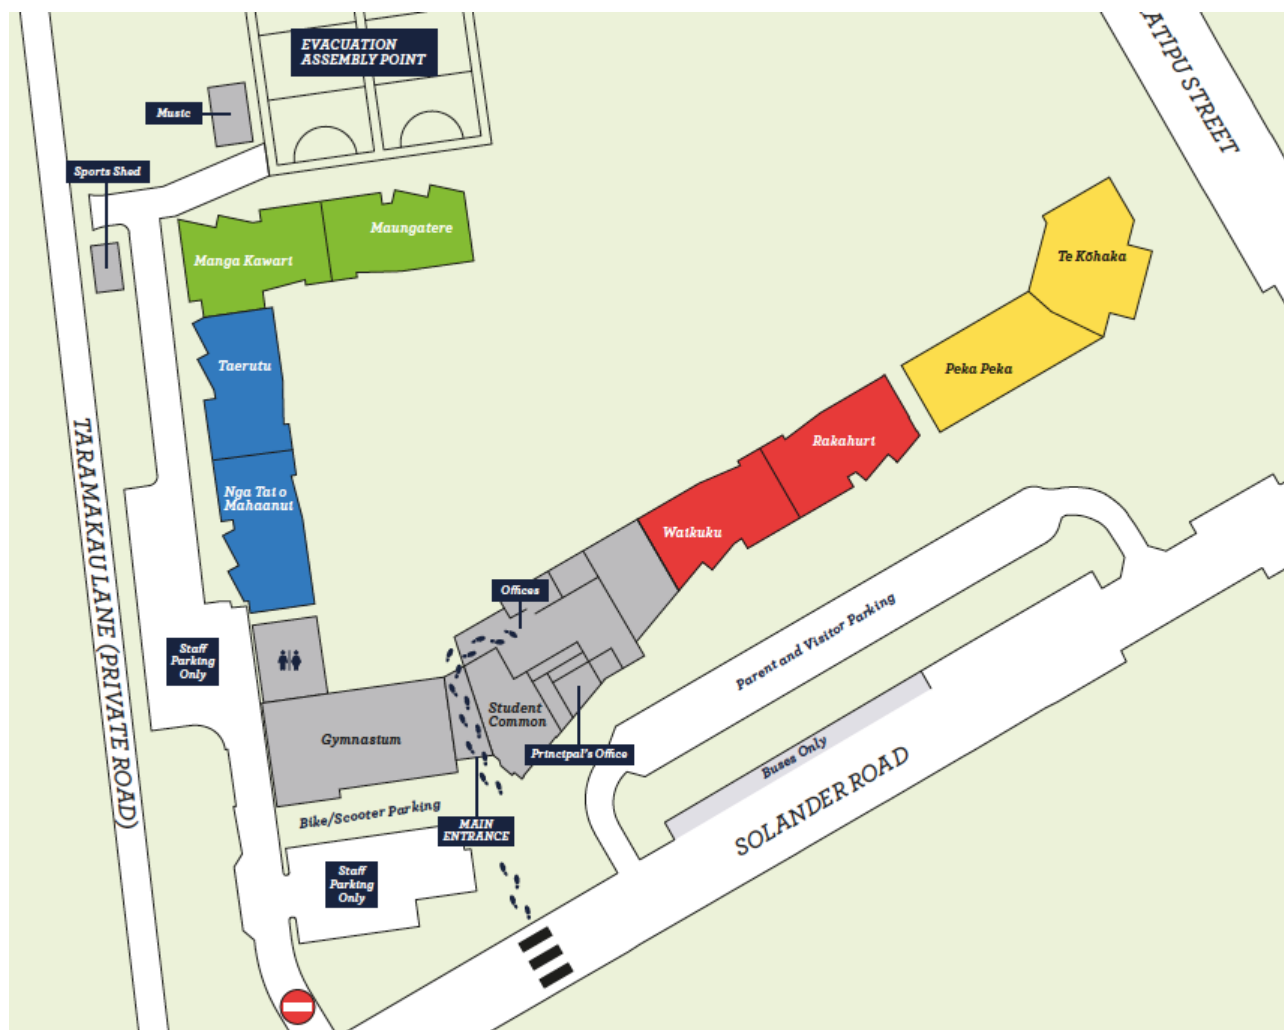 EVACUATION
ASSEMBLY POINT
ATIPU STREET
Music
Sports Shed
Maungatere
Manga Kawari
Te Kōhaka
Taerutu
Peka Peka
Rakahuri
Nga Tai o
Mahaanui
Waikuku
TARAMAKAU LANE (PRIVATE ROAD)
Offices
Parent and Visitor Parking
Staff
Parking
Only
Student
Common
Gymnasium
Principal's Office
Buses Only
SOLANDER ROAD
Bike/Scooter Parking
MAIN
ENTRANCE
Staff
Parking
Only